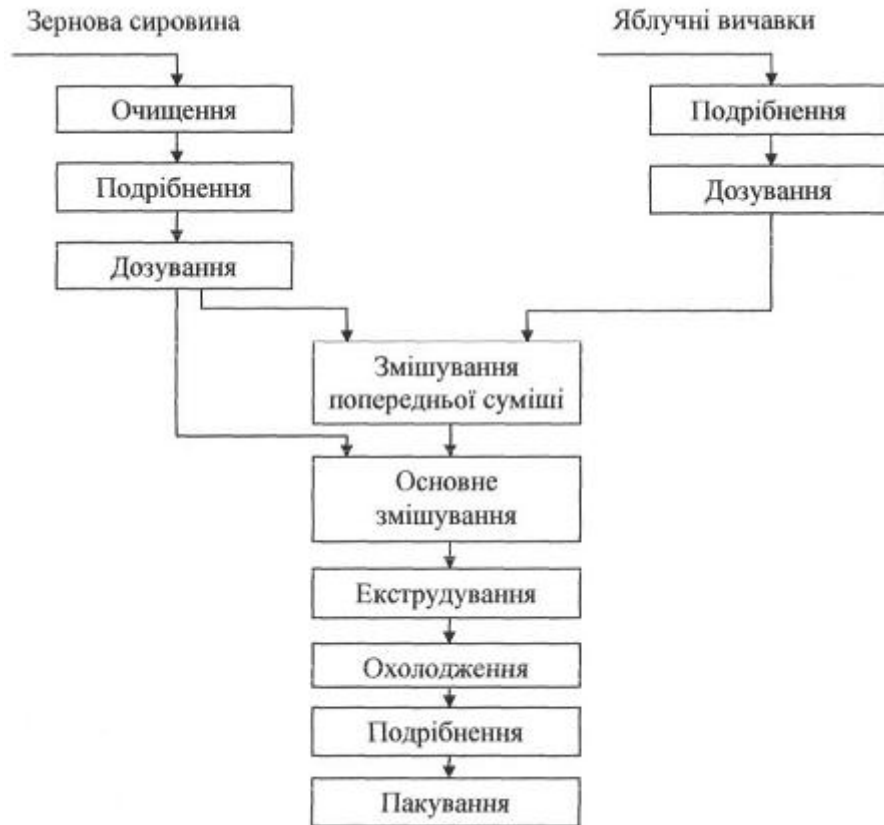 Зернова сировина
Яблучні вичавки
Очищення
Подрібнення
Подрібнення
Дозування
Дозування
Змішування
попередньої суміші
Основне
змішування
Екструдування
Охолодження
Подрібнення
Пакування